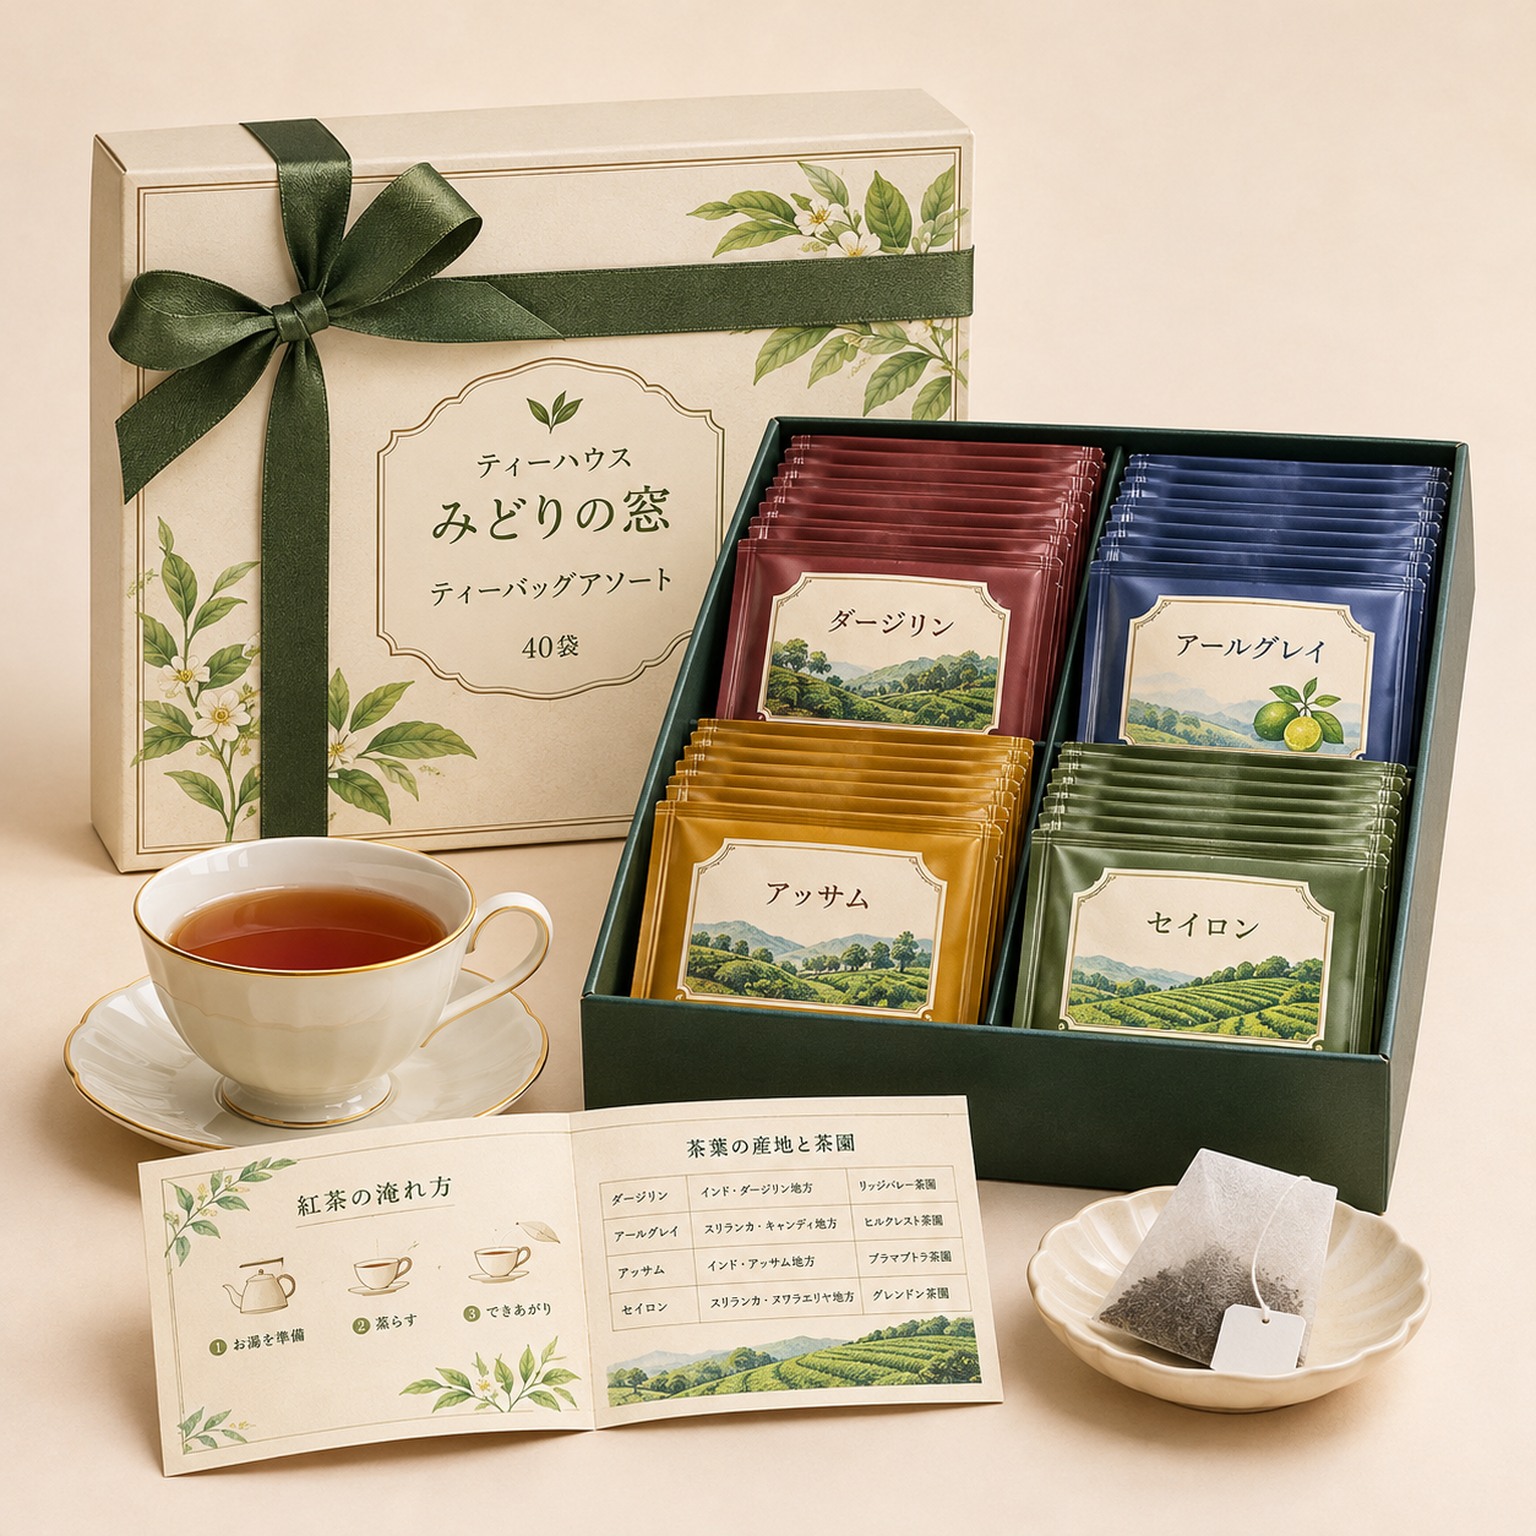 ティーハウス
みどりの窓
ティーバッグアソート
40袋
ダージリン
アールグレイ
アッサム
セイロン
紅茶の淹れ方
1 お湯を準備
2 蒸らす
3 できあがり
茶葉の産地と茶園
ダージリン インド・ダージリン地方 リッジバレー茶園
アールグレイ スリランカ・キャンディ地方 ヒルクレスト茶園
アッサム インド・アッサム地方 ブラマプトラ茶園
セイロン スリランカ・ヌワラエリヤ地方 グレンドン茶園